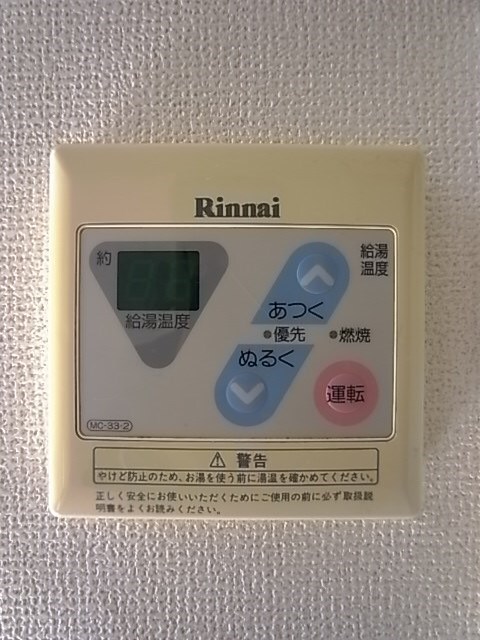 Rinnai
約
給湯温度
給湯
温度
あつく
優先
燃焼
ぬるく
運転
MC-33-2
警告
やけど防止のため、お湯を使う前に湯温を確かめてください。
正しく安全にお使いいただくためにご使用の前に必ず取扱説
明書をよくお読みください。